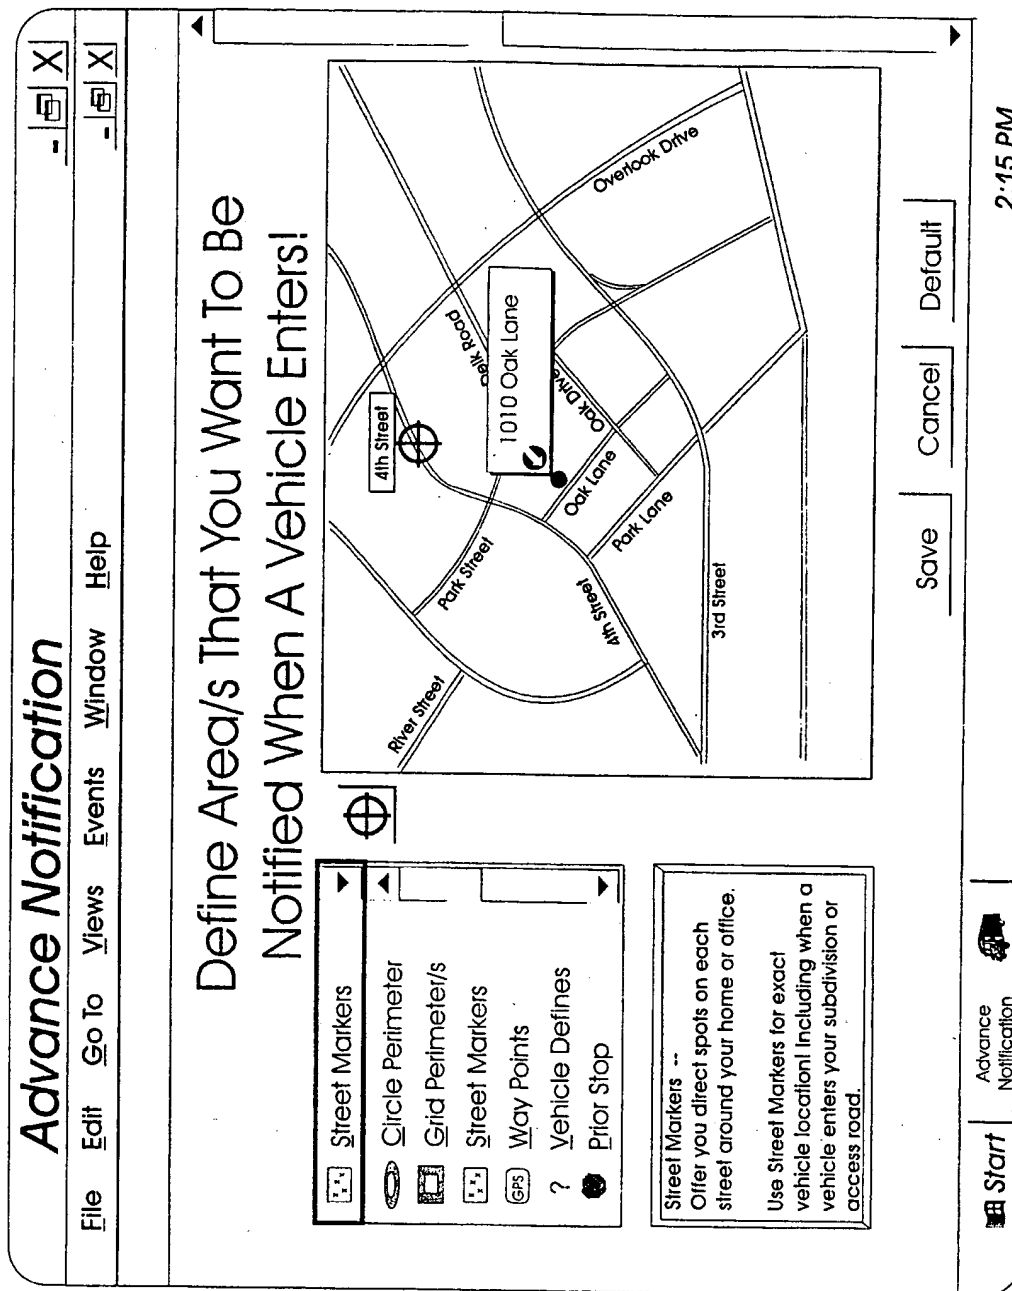 Advance Notification
File Edit Go To Views Events Window Help
Define Area/s That You Want To Be
Notified When A Vehicle Enters!
Street Markers
Circle Perimeter
Grid Perimeter/s
Street Markers
GPS Way Points
? Vehicle Defines
Prior Stop
Street Markers --
Offer you direct spots on each
street around your home or office.
Use Street Markers for exact
vehicle location! Including when a
vehicle enters your subdivision or
access road.
4th Street
1010 Oak Lane
River Street
Park Street
Oak Drive
Oak Lane
Park Lane
4th Street
3rd Street
Overlook Drive
Road
Save Cancel Default
Start
Advance
Notification
2:15 PM